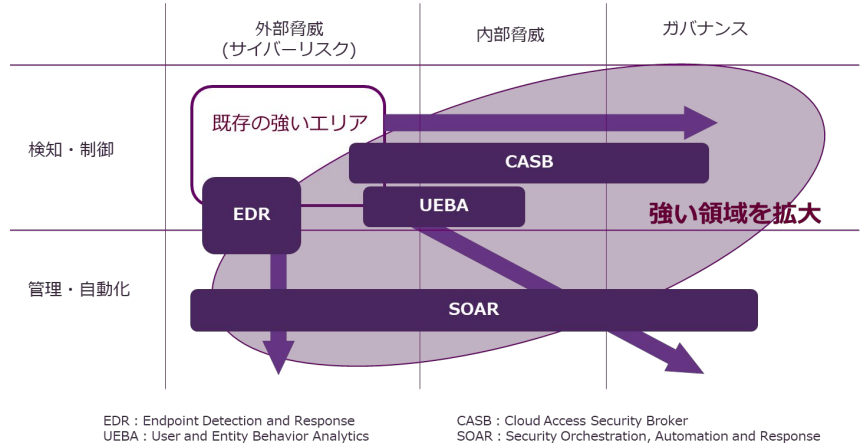 外部脅威
(サイバーリスク)
内部脅威
ガバナンス
検知・制御
既存の強いエリア
CASB
EDR
UEBA
強い領域を拡大
管理・自動化
SOAR
EDR：Endpoint Detection and Response
CASB：Cloud Access Security Broker
UEBA：User and Entity Behavior Analytics
SOAR：Security Orchestration, Automation and Response